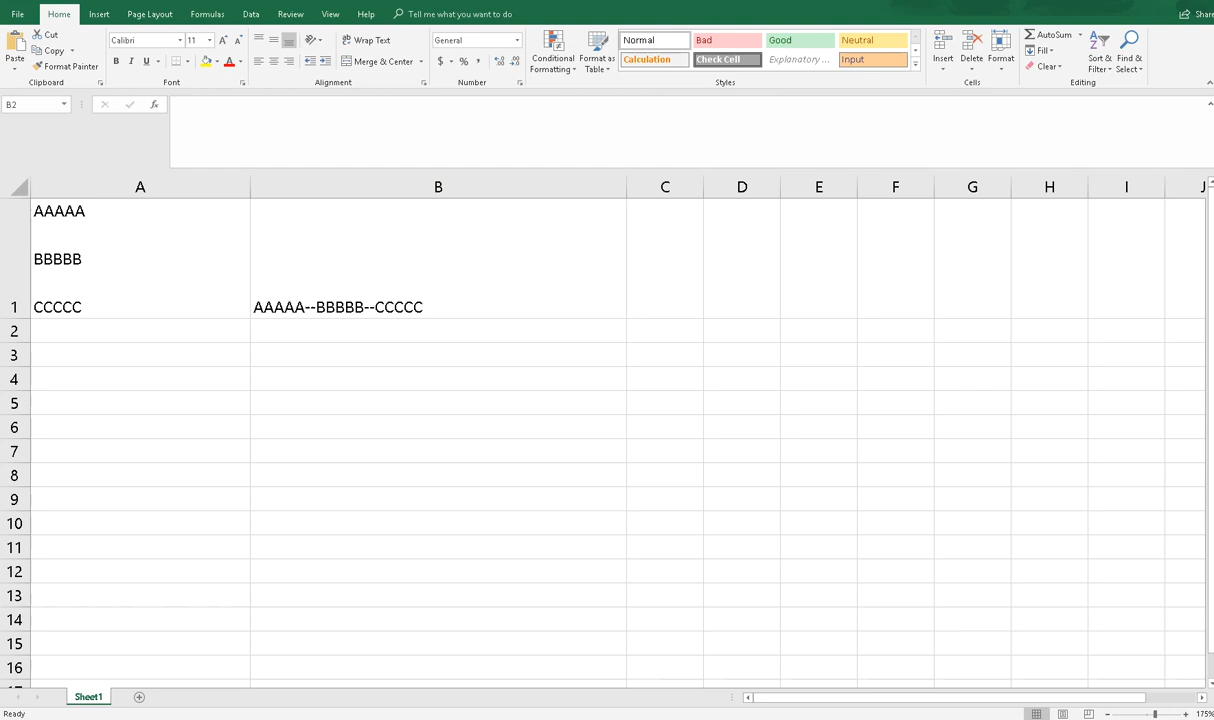 File Home Insert Page Layout Formulas Data Review View Help Tell me what you want to do Share
Cut
Copy
Format Painter
Paste
Clipboard
Calibri 11
B I U A
Font
Wrap Text
Merge & Center
Alignment
General
$ % ,
Number
Conditional Formatting
Format as Table
Normal Bad Good Neutral
Calculation Check Cell Explanatory ... Input
Styles
Insert Delete Format
Cells
AutoSum
Fill
Clear
Sort & Filter
Find & Select
Editing
B2 fx
A B C D E F G H I J
AAAAA
BBBBB
1 CCCCC AAAAA--BBBBB--CCCCC
2
3
4
5
6
7
8
9
10
11
12
13
14
15
16
17
Sheet1
Ready 175%